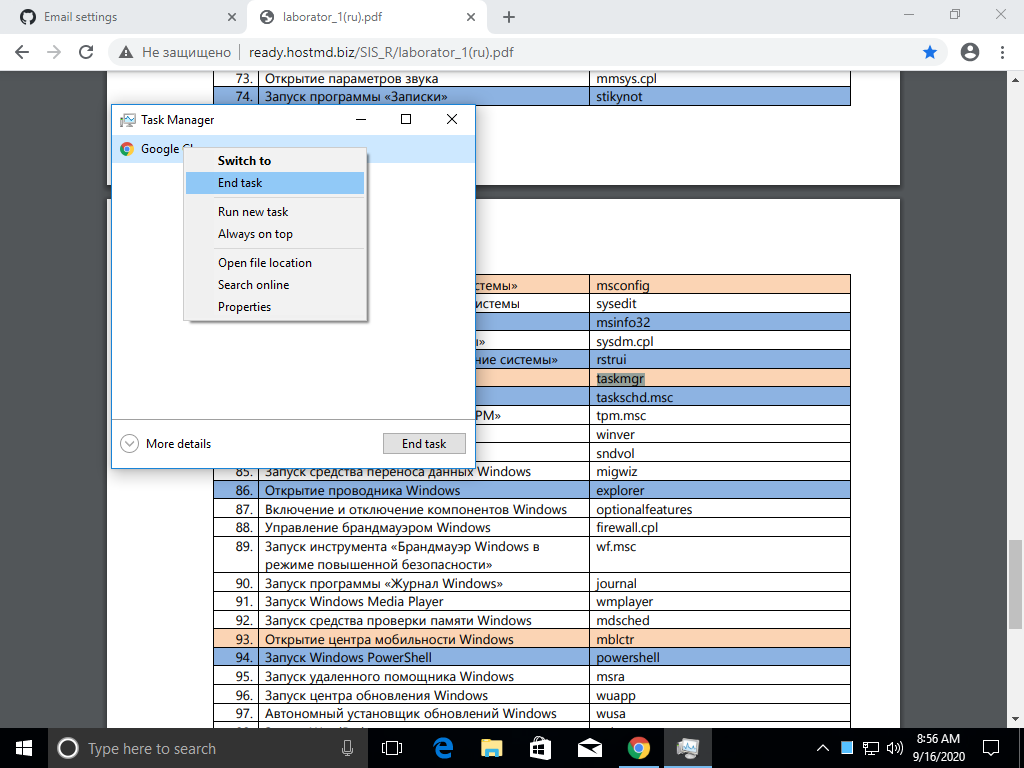 Email settings
laborator_1(ru).pdf
Не защищено
ready.hostmd.biz/SIS_R/laborator_1(ru).pdf
73. Открытие параметров звука mmsys.cpl
74. Запуск программы «Записки» stikynot
Task Manager
Google
Switch to
End task
Run new task
Always on top
Open file location
Search online
Properties
More details
End task
стемы» msconfig
истемы sysedit
msinfo32
ы» sysdm.cpl
ние системы» rstrui
taskmgr
taskschd.msc
РМ» tpm.msc
winver
sndvol
85. Запуск средства переноса данных Windows migwiz
86. Открытие проводника Windows explorer
87. Включение и отключение компонентов Windows optionalfeatures
88. Управление брандмауэром Windows firewall.cpl
89. Запуск инструмента «Брандмауэр Windows в wf.msc
режиме повышенной безопасности»
90. Запуск программы «Журнал Windows» journal
91. Запуск Windows Media Player wmplayer
92. Запуск средства проверки памяти Windows mdsched
93. Открытие центра мобильности Windows mblctr
94. Запуск Windows PowerShell powershell
95. Запуск удаленного помощника Windows msra
96. Запуск центра обновления Windows wuapp
97. Автономный установщик обновлений Windows wusa
Type here to search
8:56 AM
9/16/2020